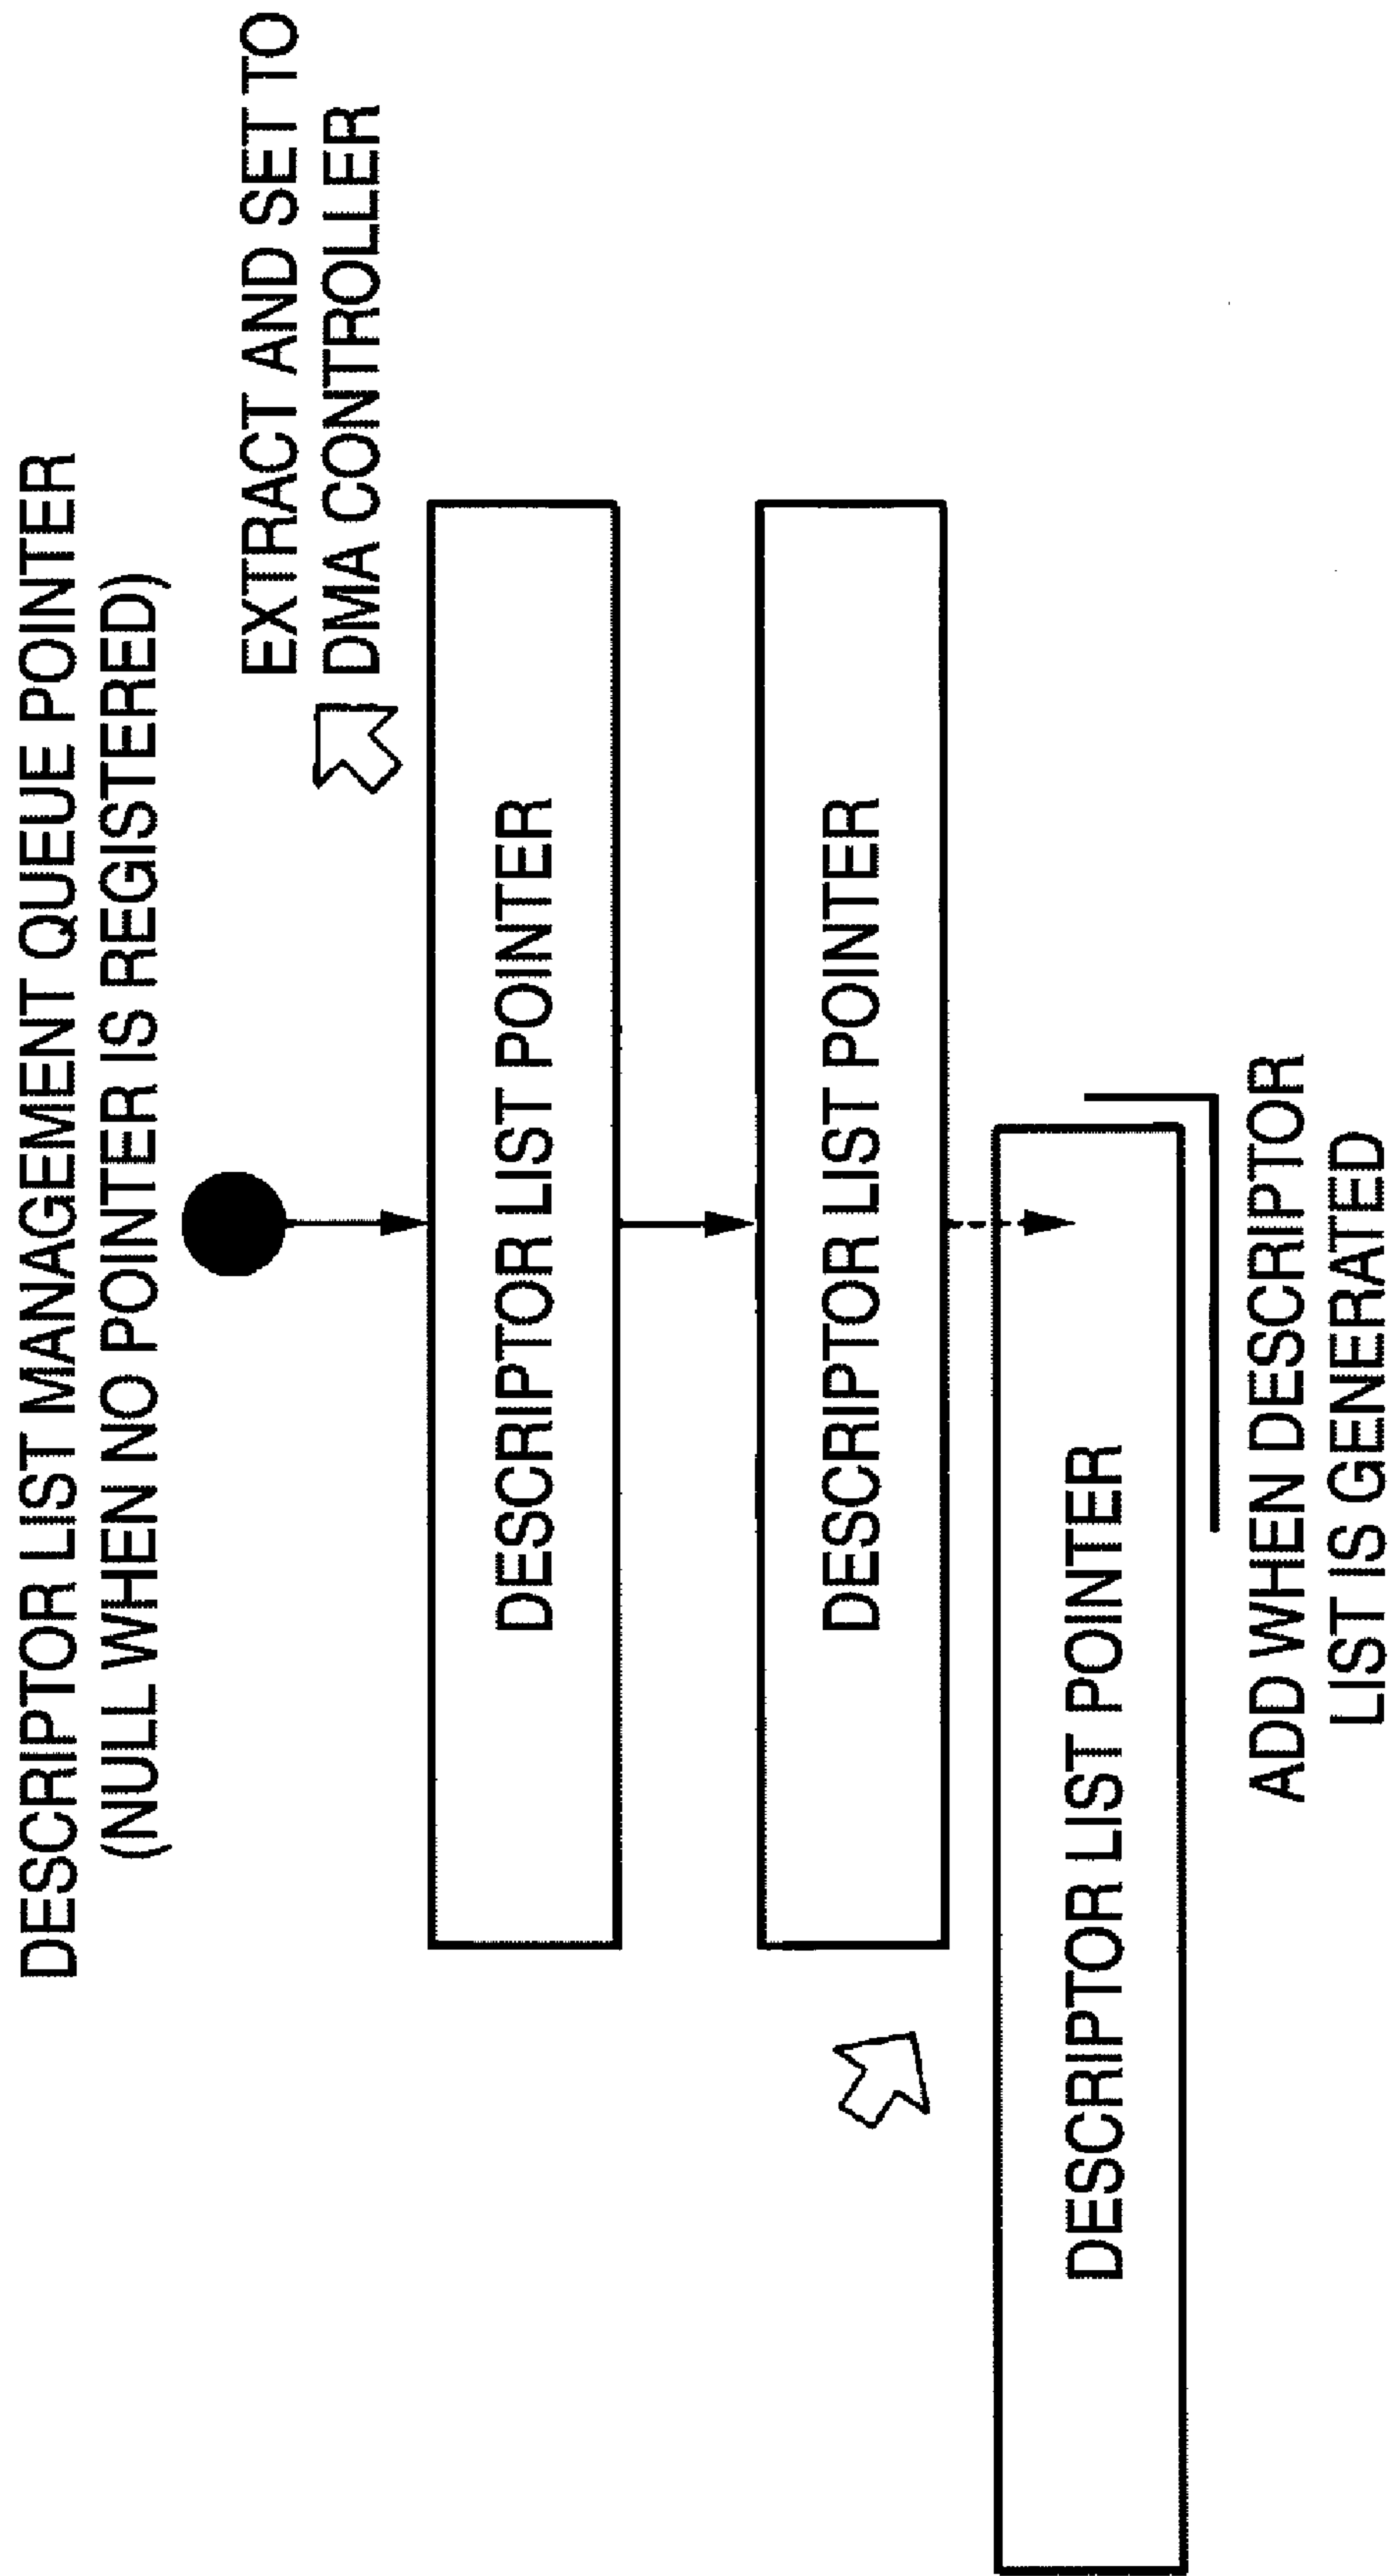 DESCRIPTOR LIST MANAGEMENT QUEUE POINTER
(NULL WHEN NO POINTER IS REGISTERED)
EXTRACT AND SET TO
DMA CONTROLLER
DESCRIPTOR LIST POINTER
DESCRIPTOR LIST POINTER
DESCRIPTOR LIST POINTER
ADD WHEN DESCRIPTOR
LIST IS GENERATED